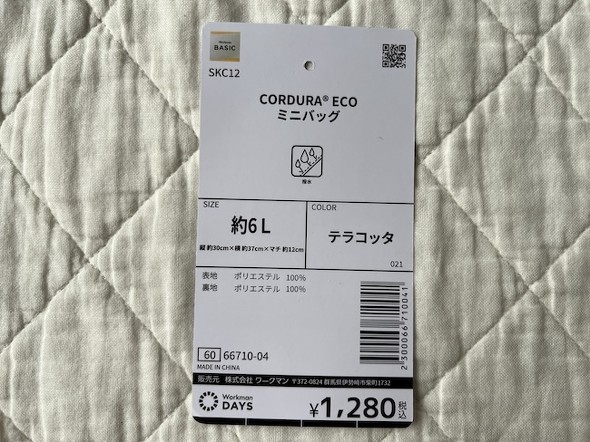 Workman
BASIC
SKC12
CORDURA® ECO
ミニバッグ
撥水
SIZE
約6L
縦 約30cm×横 約37cm×マチ 約12cm
COLOR
テラコッタ
021
表地 ポリエステル 100%
裏地 ポリエステル 100%
2300066710041
60 66710-04
MADE IN CHINA
販売元 株式会社 ワークマン 〒372-0824 群馬県伊勢崎市柴町1732
Workman
DAYS
¥1,280税込